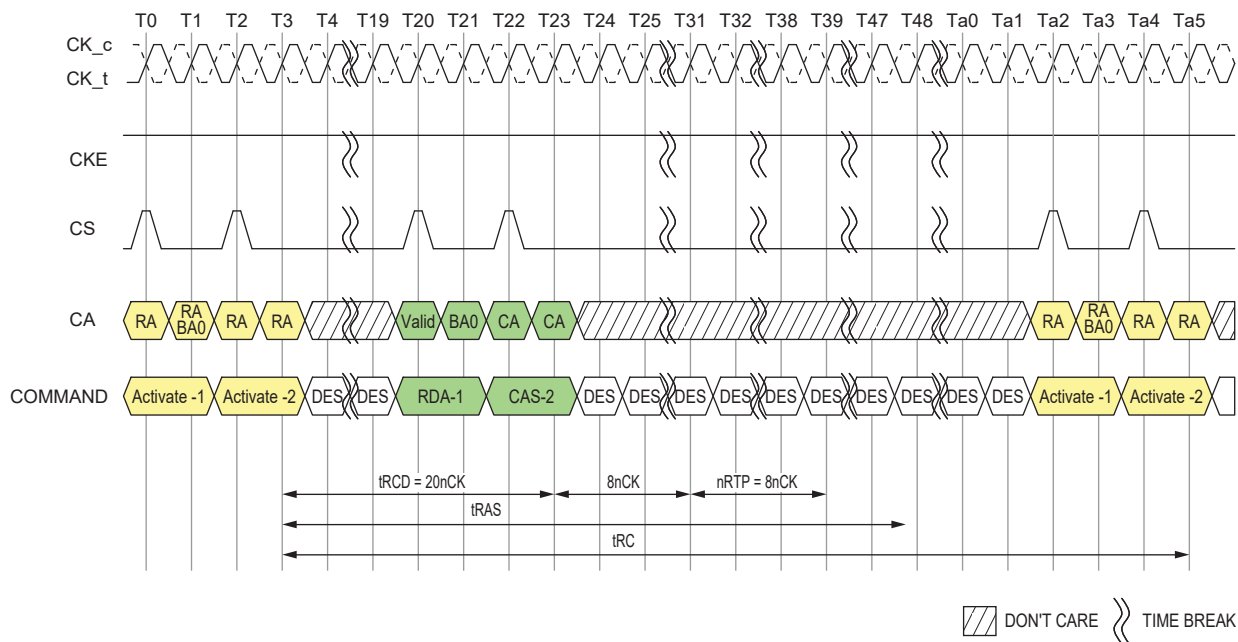 T0 T1 T2 T3 T4 T19 T20 T21 T22 T23 T24 T25 T31 T32 T38 T39 T47 T48 Ta0 Ta1 Ta2 Ta3 Ta4 Ta5
CK_c
CK_t
CKE
CS
CA RA RA BA0 RA RA Valid BA0 CA CA RA RA BA0 RA RA
COMMAND Activate -1 Activate -2 DES DES RDA-1 CAS-2 DES DES DES DES DES DES DES DES DES DES Activate -1 Activate -2
tRCD = 20nCK 8nCK nRTP = 8nCK
tRAS
tRC
DON'T CARE TIME BREAK